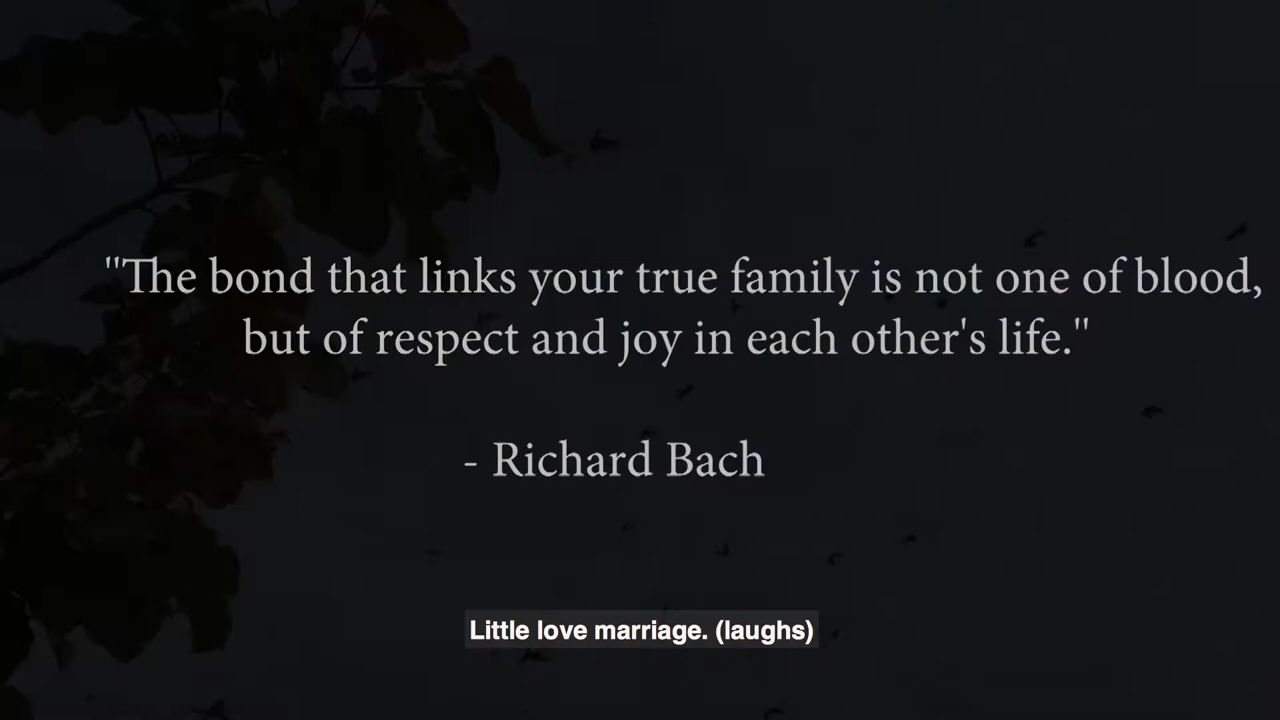 "The bond that links your true family is not one of blood,
but of respect and joy in each other's life."
- Richard Bach
Little love marriage. (laughs)